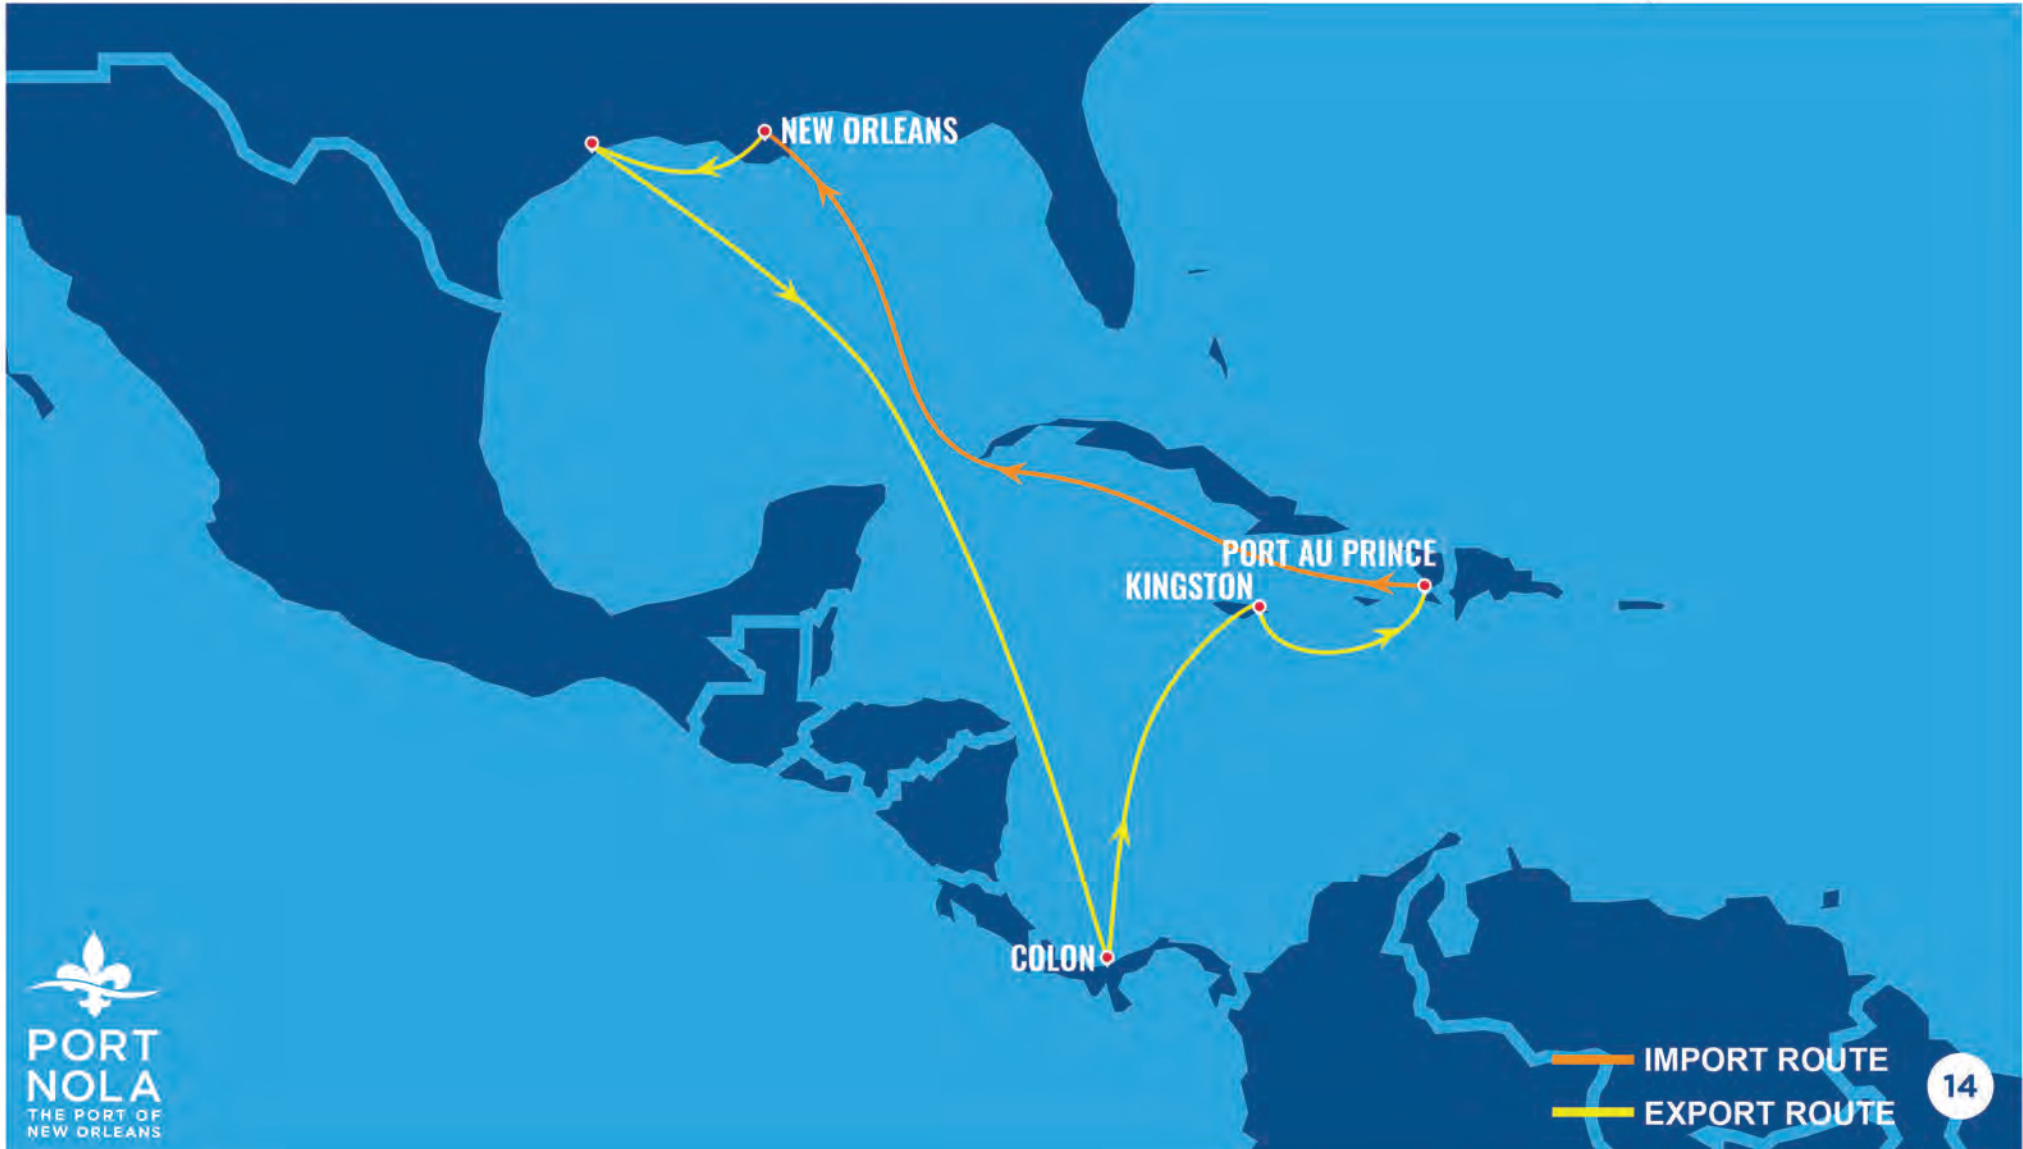 NEW ORLEANS
PORT AU PRINCE
KINGSTON
COLON
PORT
NOLA
THE PORT OF
NEW ORLEANS
IMPORT ROUTE
EXPORT ROUTE
14